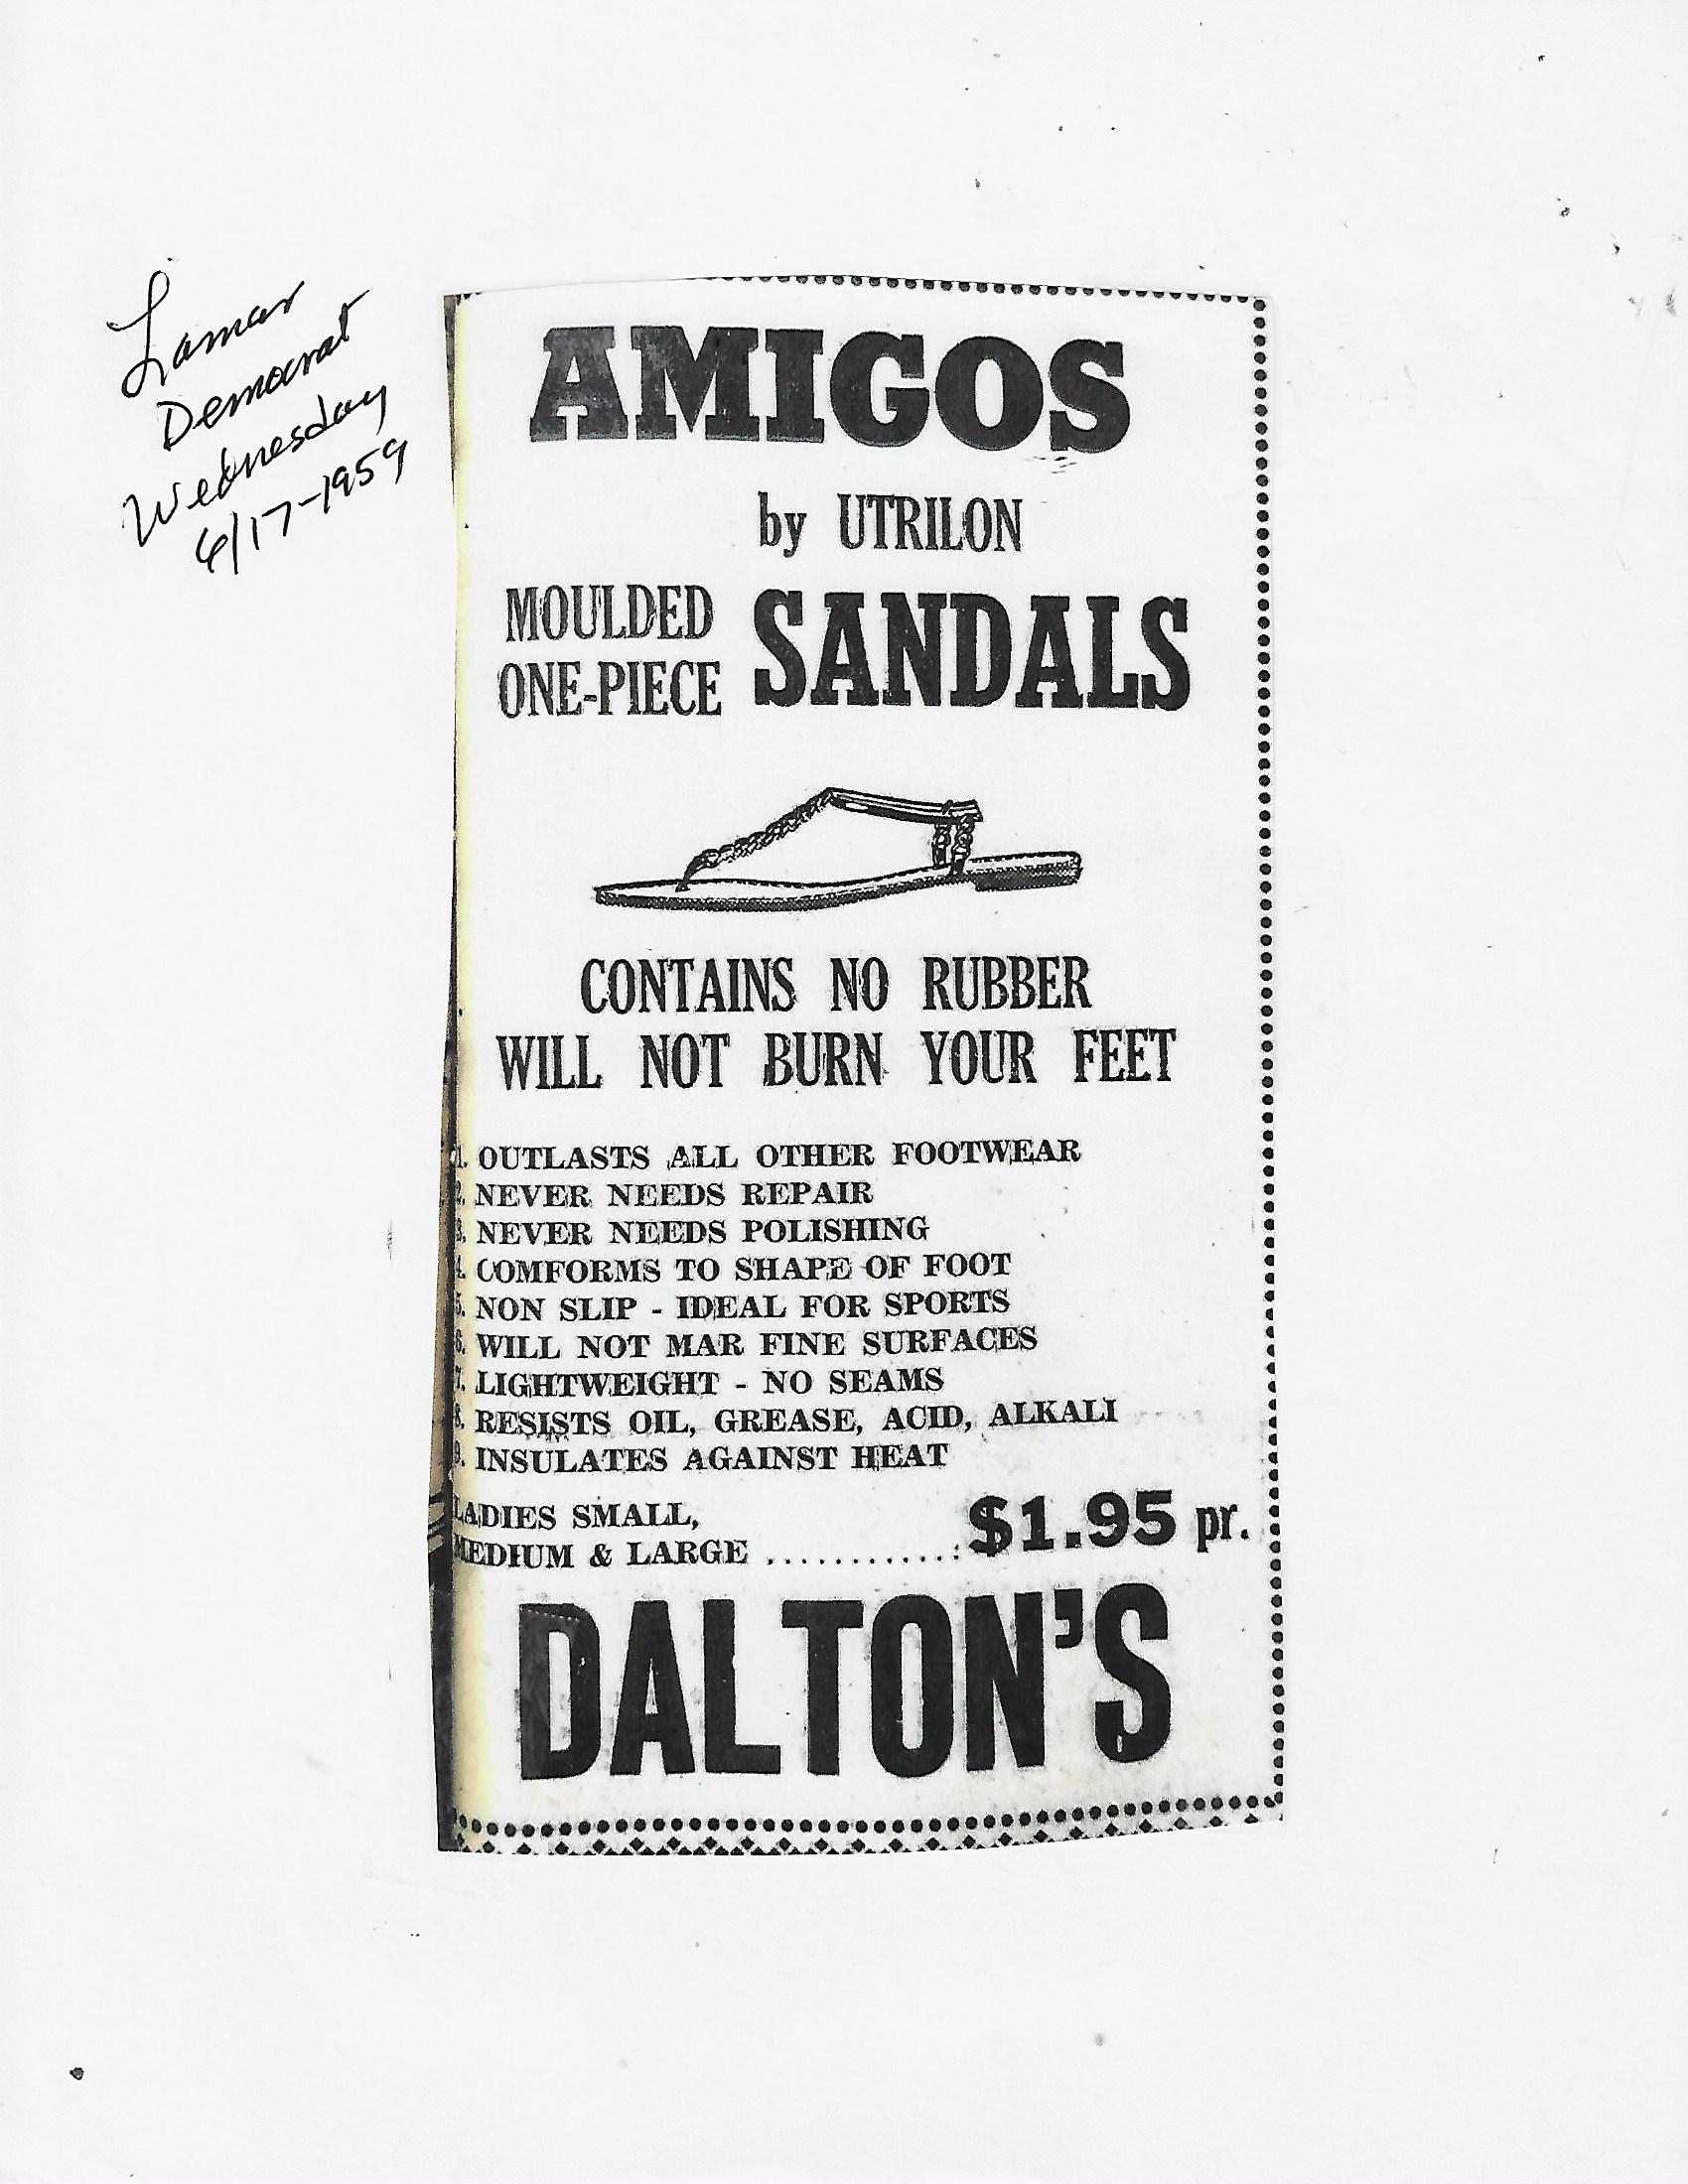 Lamar
Democrat
Wednesday
6/17-1959
AMIGOS
by UTRILON
MOULDED
ONE-PIECE SANDALS
CONTAINS NO RUBBER
WILL NOT BURN YOUR FEET
1. OUTLASTS ALL OTHER FOOTWEAR
2. NEVER NEEDS REPAIR
3. NEVER NEEDS POLISHING
4. COMFORMS TO SHAPE OF FOOT
5. NON SLIP - IDEAL FOR SPORTS
6. WILL NOT MAR FINE SURFACES
7. LIGHTWEIGHT - NO SEAMS
8. RESISTS OIL, GREASE, ACID, ALKALI
9. INSULATES AGAINST HEAT
LADIES SMALL,
MEDIUM & LARGE ............: $1.95 pr.
DALTON'S